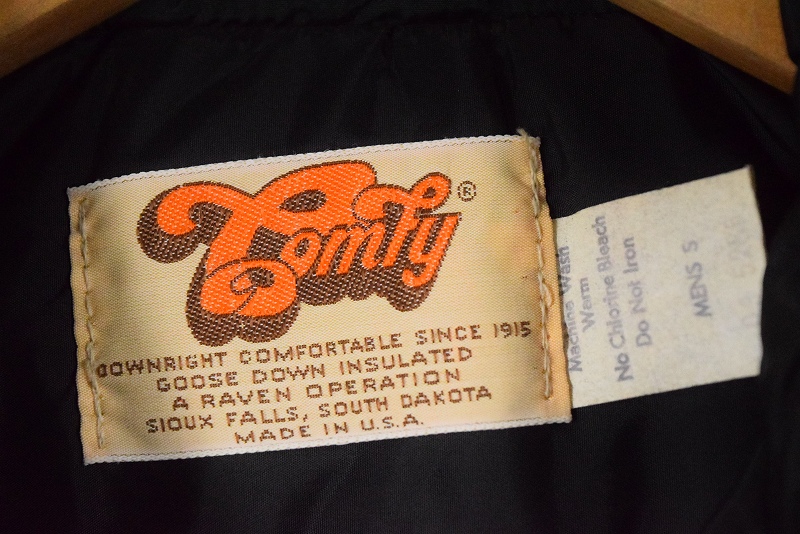 Comfy®
DOWNRIGHT COMFORTABLE SINCE 1915
GOOSE DOWN INSULATED
A RAVEN OPERATION
SIOUX FALLS, SOUTH DAKOTA
MADE IN U.S.A.
Machine Wash
Warm
No Chlorine Bleach
Do Not Iron
MENS S